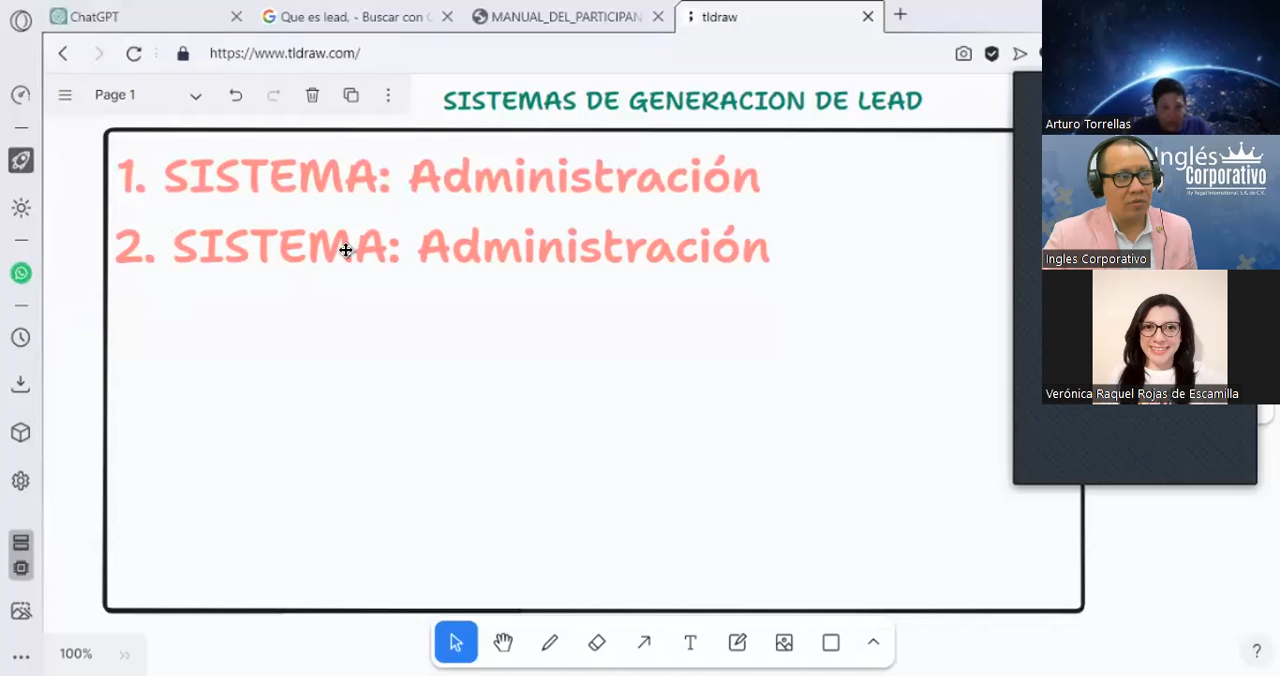 ChatGPT
Que es lead, - Buscar con
MANUAL_DEL_PARTICIPAN
tldraw
https://www.tldraw.com/
Page 1
SISTEMAS DE GENERACION DE LEAD
1. SISTEMA: Administración
2. SISTEMA: Administración
100%
Arturo Torrellas
Inglés
Corporativo
Ingles Corporativo
Verónica Raquel Rojas de Escamilla